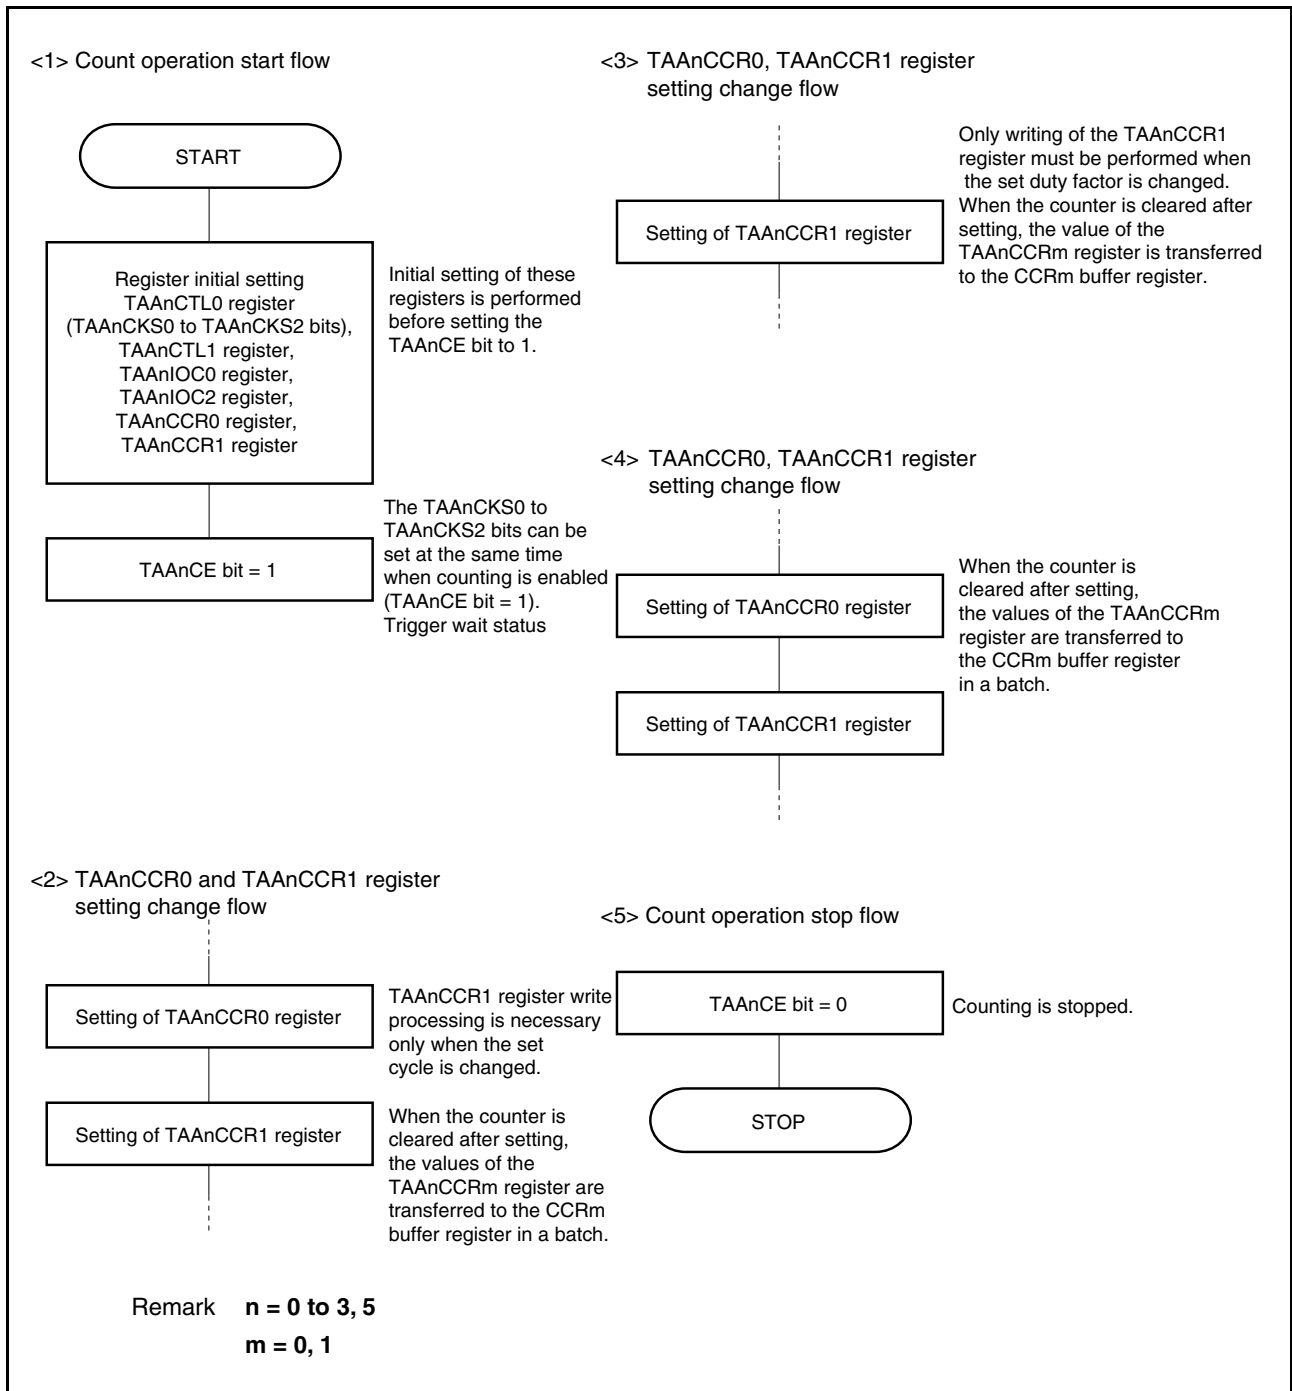 <1> Count operation start flow
START
Register initial setting
TAAnCTL0 register
(TAAnCKS0 to TAAnCKS2 bits),
TAAnCTL1 register,
TAAnIOC0 register,
TAAnIOC2 register,
TAAnCCR0 register,
TAAnCCR1 register
Initial setting of these
registers is performed
before setting the
TAAnCE bit to 1.
TAAnCE bit = 1
The TAAnCKS0 to
TAAnCKS2 bits can be
set at the same time
when counting is enabled
(TAAnCE bit = 1).
Trigger wait status
<2> TAAnCCR0 and TAAnCCR1 register
setting change flow
Setting of TAAnCCR0 register
TAAnCCR1 register write
processing is necessary
only when the set
cycle is changed.
Setting of TAAnCCR1 register
When the counter is
cleared after setting,
the values of the
TAAnCCRm register are
transferred to the CCRm
buffer register in a batch.
<3> TAAnCCR0, TAAnCCR1 register
setting change flow
Setting of TAAnCCR1 register
Only writing of the TAAnCCR1
register must be performed when
the set duty factor is changed.
When the counter is cleared after
setting, the value of the
TAAnCCRm register is transferred
to the CCRm buffer register.
<4> TAAnCCR0, TAAnCCR1 register
setting change flow
Setting of TAAnCCR0 register
When the counter is
cleared after setting,
the values of the TAAnCCRm
register are transferred to
the CCRm buffer register
in a batch.
Setting of TAAnCCR1 register
<5> Count operation stop flow
TAAnCE bit = 0
Counting is stopped.
STOP
Remark n = 0 to 3, 5
m = 0, 1